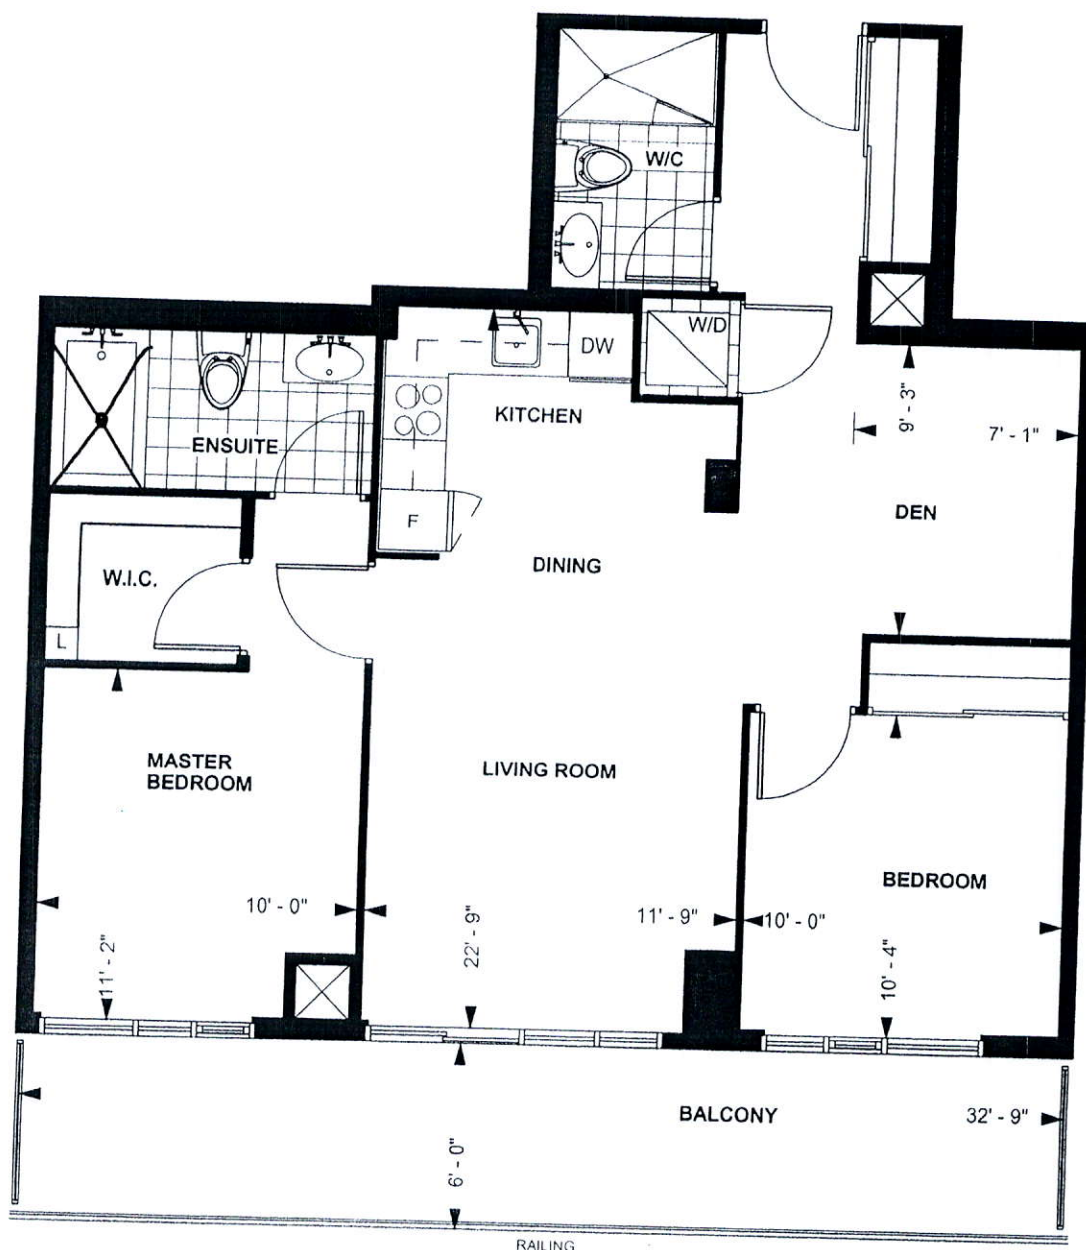 W/C
W/D
DW
KITCHEN
9' - 3"
7' - 1"
ENSUITE
F
DEN
DINING
W.I.C.
L
MASTER
BEDROOM
LIVING ROOM
BEDROOM
10' - 0"
11' - 9"
10' - 0"
11' - 2"
22' - 9"
10' - 4"
BALCONY
32' - 9"
6' - 0"
RAILING